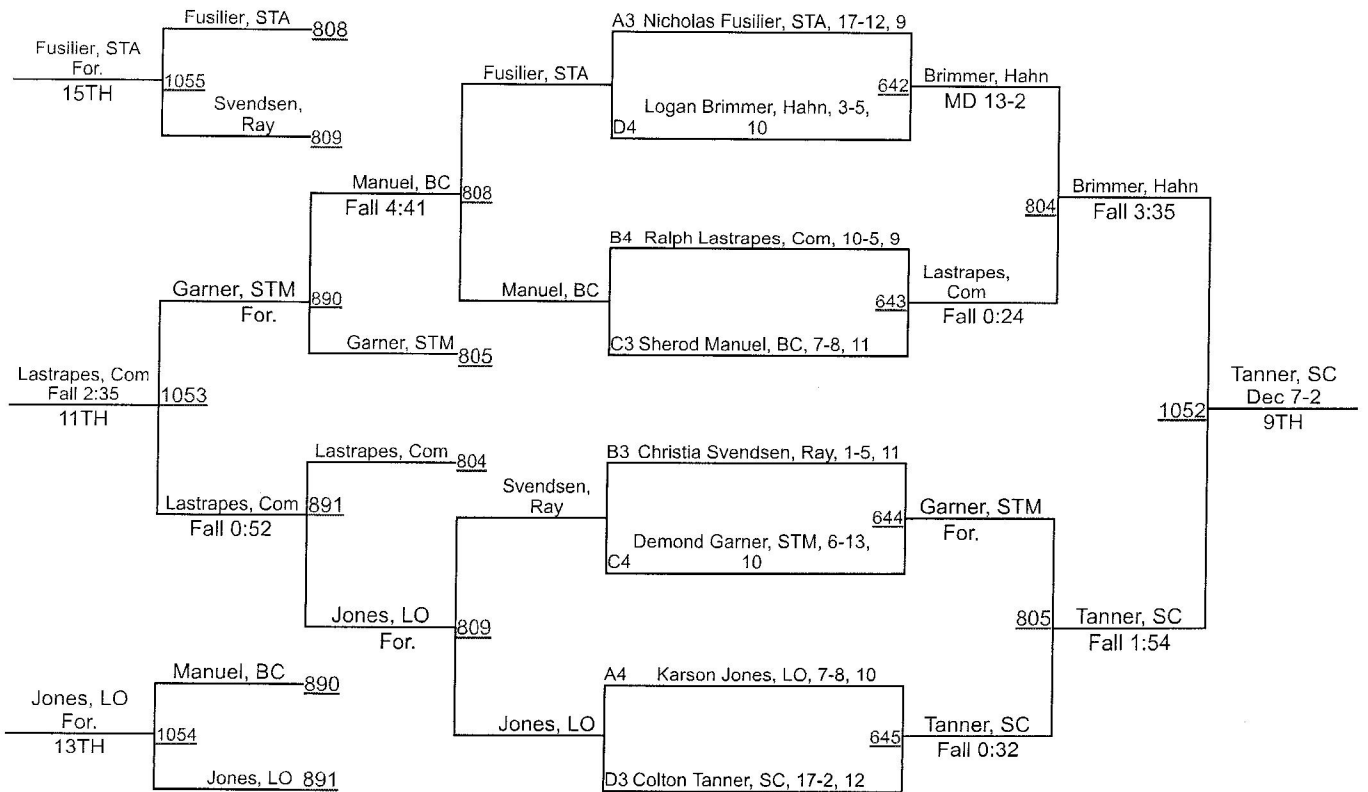 Fusilier, STA
808
Fusilier, STA
For.
15TH
1055
Svendsen,
Ray
809
Fusilier, STA
A3 Nicholas Fusilier, STA, 17-12, 9
642
Logan Brimmer, Hahn, 3-5,
D4 10
Brimmer, Hahn
MD 13-2
Manuel, BC
Fall 4:41
808
804
Brimmer, Hahn
Fall 3:35
B4 Ralph Lastrapes, Com, 10-5, 9
Manuel, BC
643
C3 Sherod Manuel, BC, 7-8, 11
Lastrapes,
Com
Fall 0:24
Garner, STM
For.
890
Garner, STM
805
Lastrapes, Com
Fall 2:35
11TH
1053
1052
Tanner, SC
Dec 7-2
9TH
Lastrapes, Com
804
B3 Christia Svendsen, Ray, 1-5, 11
Svendsen,
Ray
Lastrapes, Com
Fall 0:52
891
644
Garner, STM
For.
Demond Garner, STM, 6-13,
C4 10
Jones, LO
For.
809
805
Tanner, SC
Fall 1:54
A4 Karson Jones, LO, 7-8, 10
Manuel, BC
890
Jones, LO
For.
13TH
1054
Jones, LO
645
Tanner, SC
Fall 0:32
Jones, LO
891
D3 Colton Tanner, SC, 17-2, 12